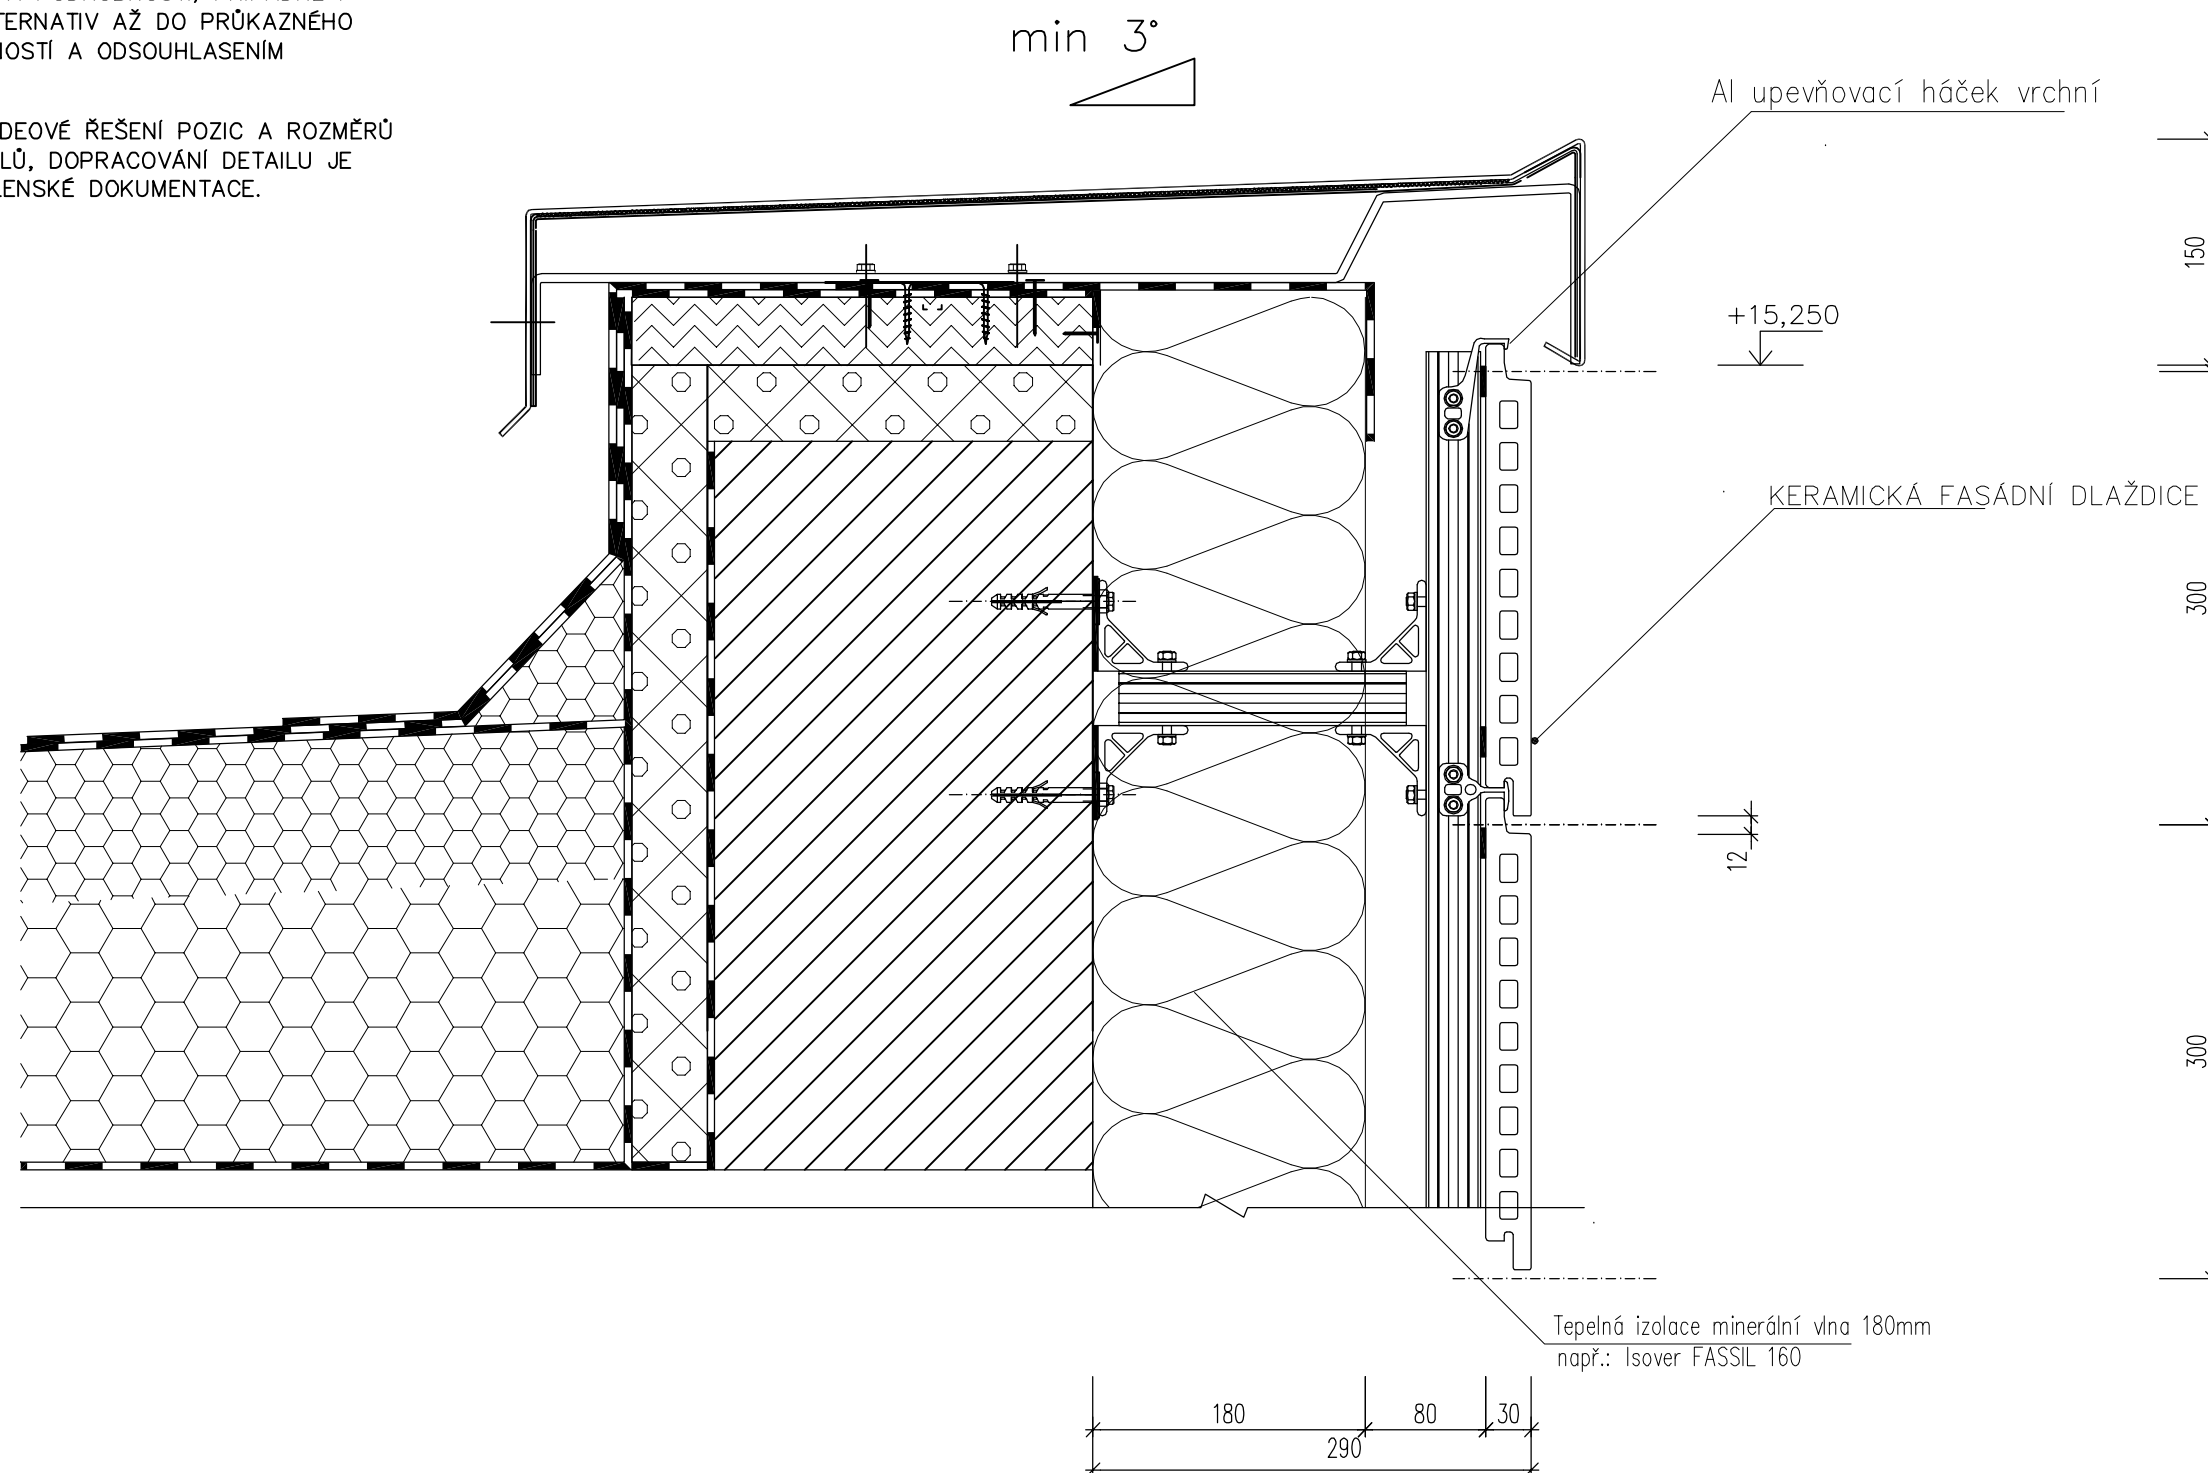 TERNATIV AŽ DO PRŮKAZNÉHO
NOSTÍ A ODSOUHLASENÍM
DEOVÉ ŘEŠENÍ POZIC A ROZMĚRŮ
LŮ, DOPRACOVÁNÍ DETAILU JE
LENSKÉ DOKUMENTACE.
min 3°
Al upevňovací háček vrchní
150
+15,250
KERAMICKÁ FASÁDNÍ DLAŽDICE
300
12
300
Tepelná izolace minerální vlna 180mm
např.: Isover FASSIL 160
180
80
30
290